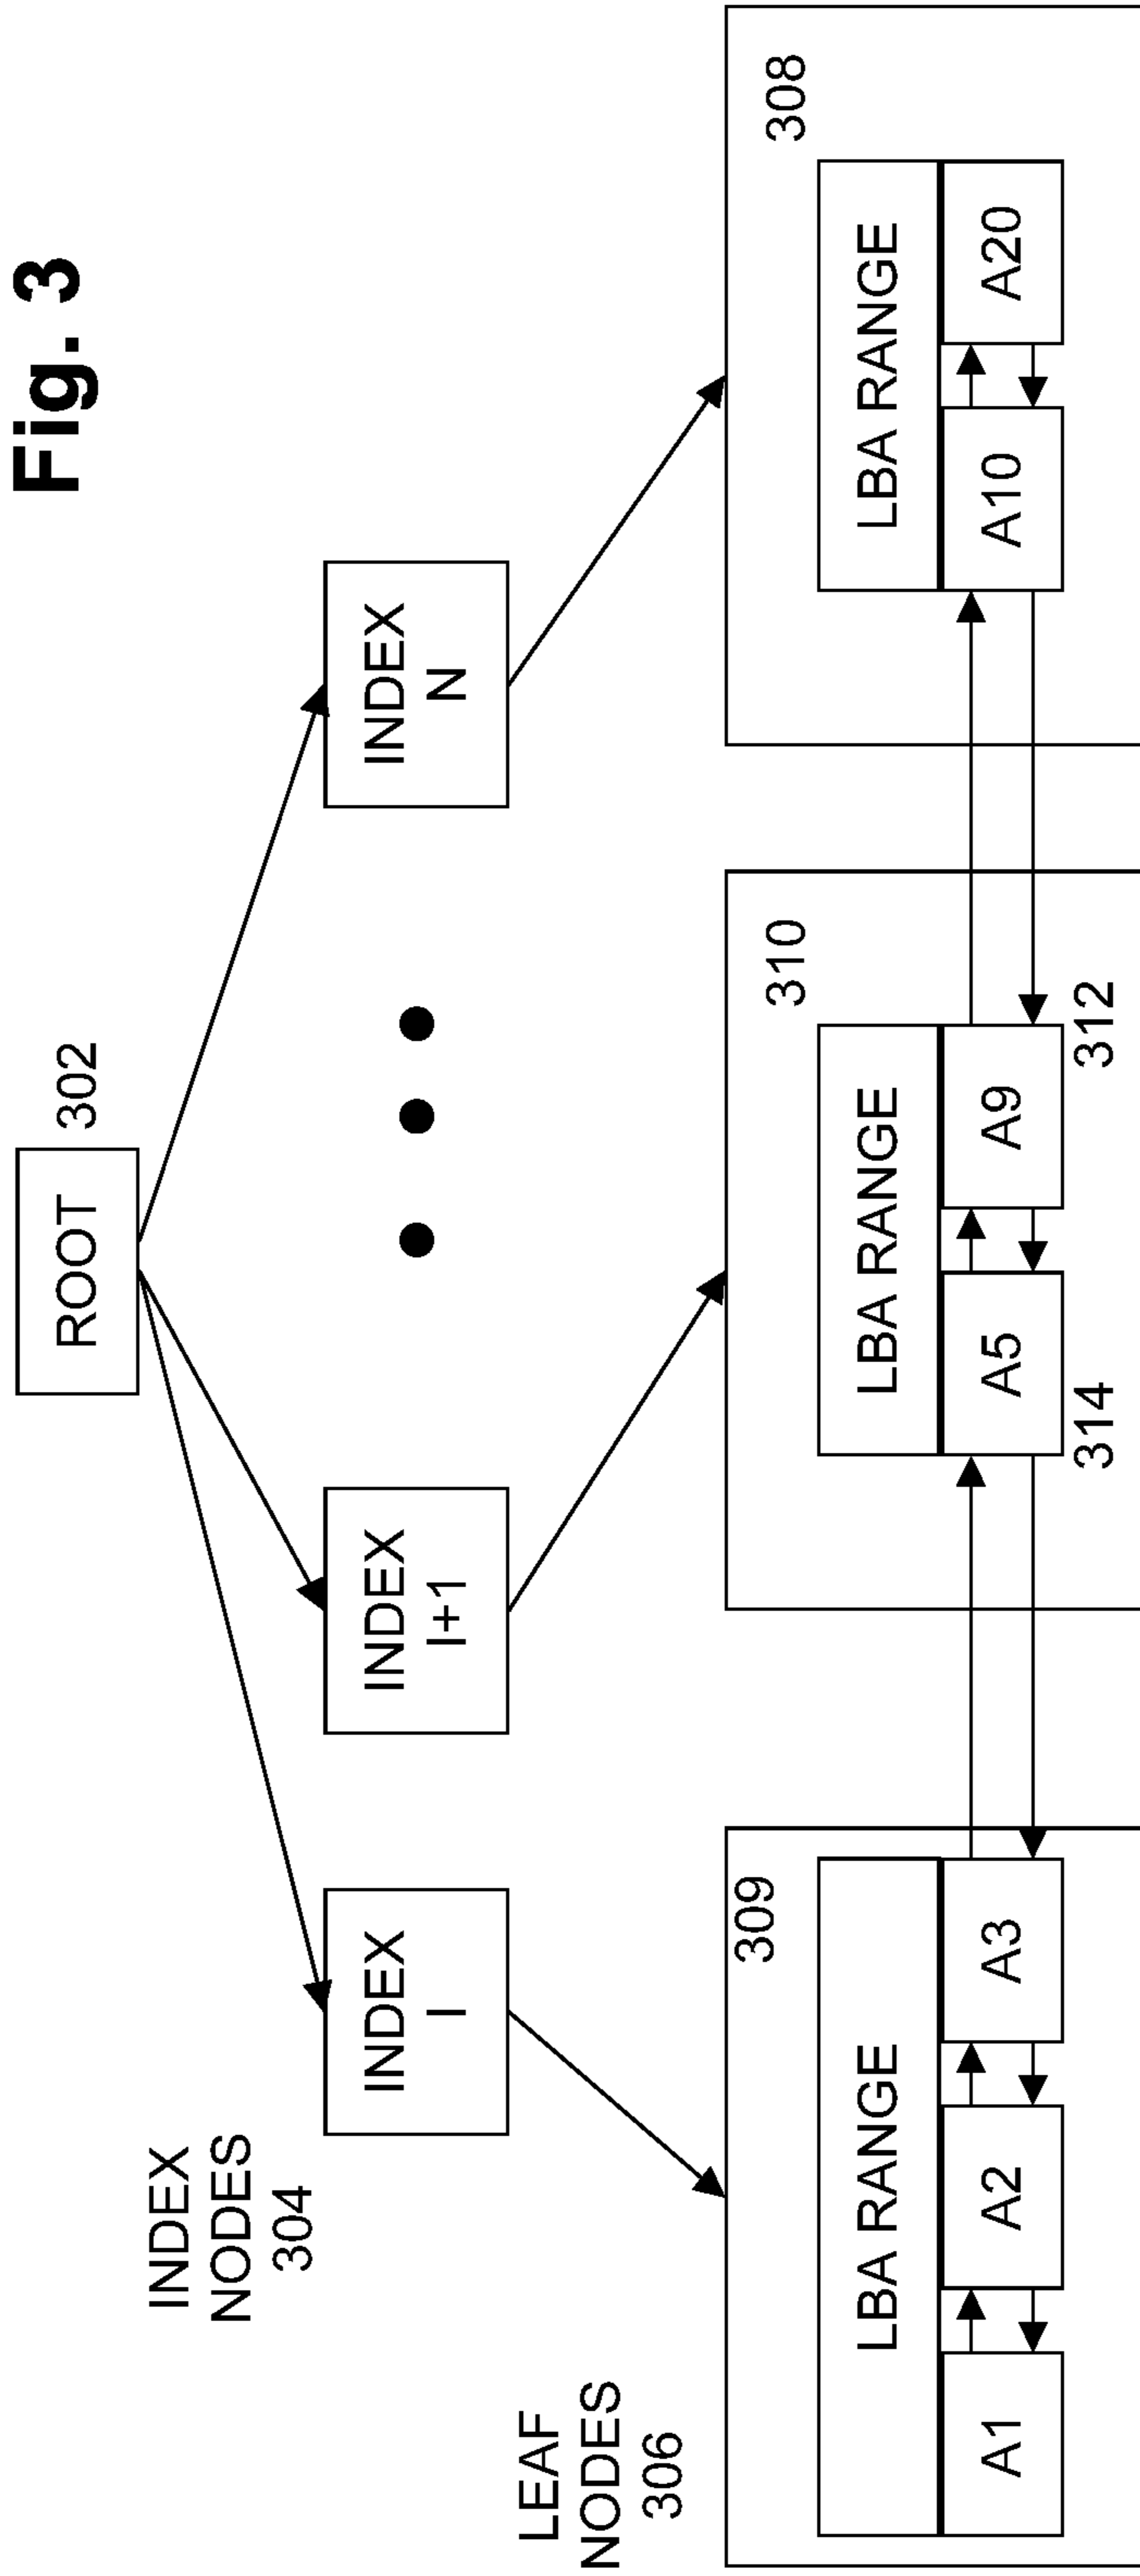 Fig. 3
ROOT
302
INDEX
NODES
304
INDEX
I
INDEX
I+1
INDEX
N
LEAF
NODES
306
309
LBA RANGE
A1
A2
A3
310
LBA RANGE
A5
A9
314
312
308
LBA RANGE
A10
A20